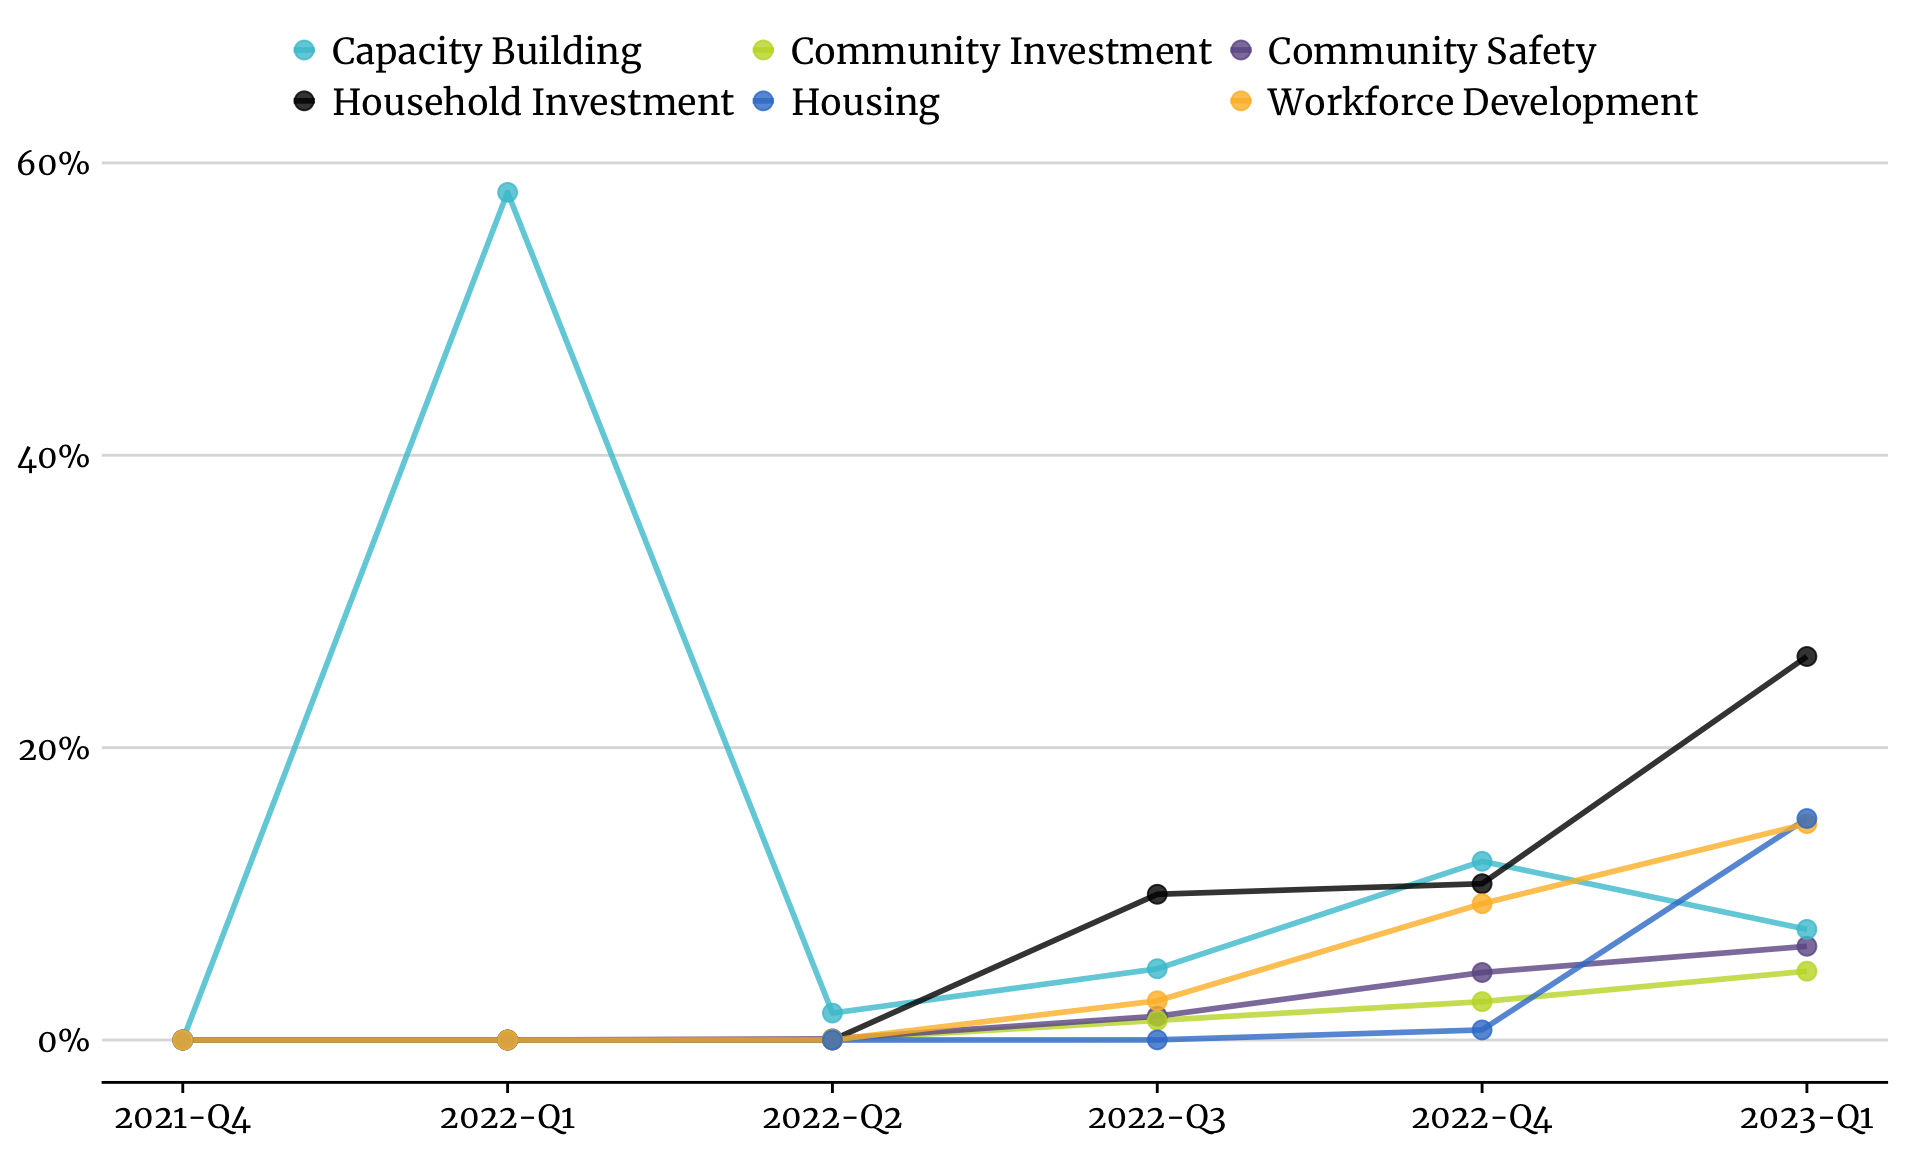 Capacity Building Community Investment Community Safety
Household Investment Housing Workforce Development
60%
40%
20%
0%
2021-Q4 2022-Q1 2022-Q2 2022-Q3 2022-Q4 2023-Q1